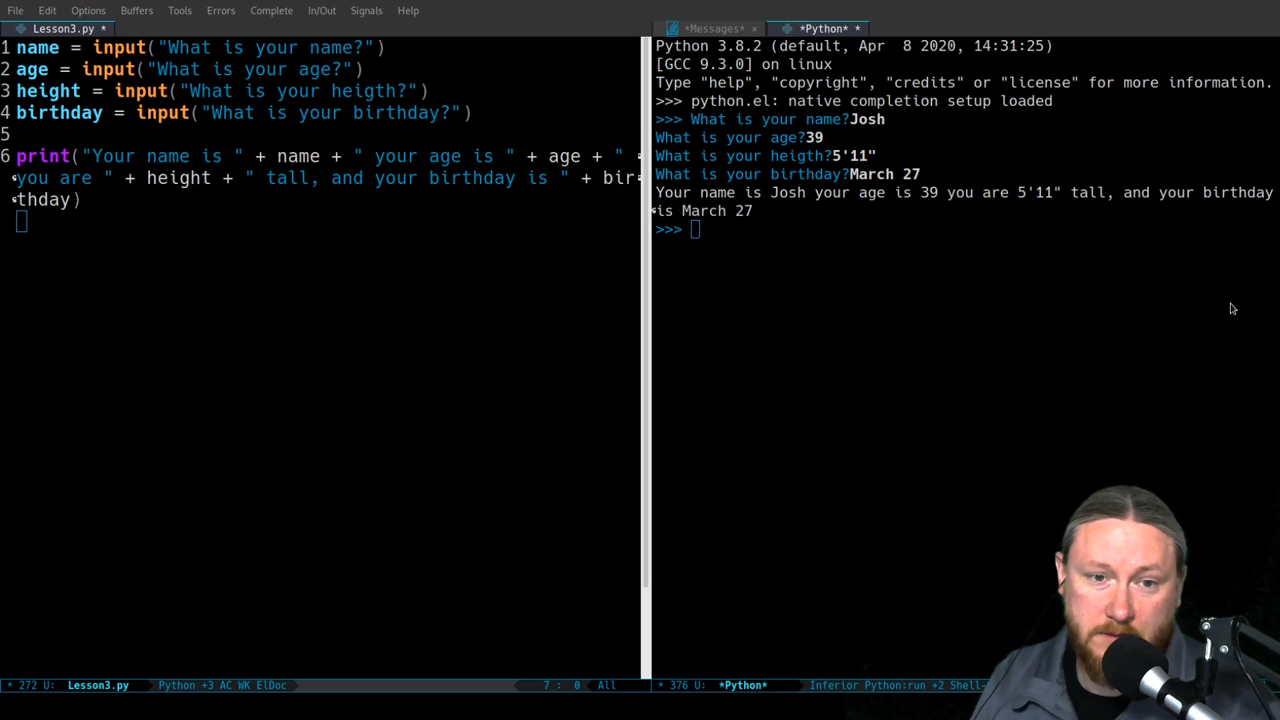 File Edit Options Buffers Tools Errors Complete In/Out Signals Help
Lesson3.py *
1 name = input("What is your name?")
2 age = input("What is your age?")
3 height = input("What is your heigth?")
4 birthday = input("What is your birthday?")
5
6 print("Your name is " + name + " your age is " + age + "
you are " + height + " tall, and your birthday is " + bir
thday)
* 272 U: Lesson3.py Python +3 AC WK ElDoc 7 : 0 All
*Messages* × *Python* *
Python 3.8.2 (default, Apr  8 2020, 14:31:25)
[GCC 9.3.0] on linux
Type "help", "copyright", "credits" or "license" for more information.
>>> python.el: native completion setup loaded
>>> What is your name?Josh
What is your age?39
What is your heigth?5'11"
What is your birthday?March 27
Your name is Josh your age is 39 you are 5'11" tall, and your birthday
is March 27
>>>
* 376 U: *Python* Inferior Python:run +2 Shell-